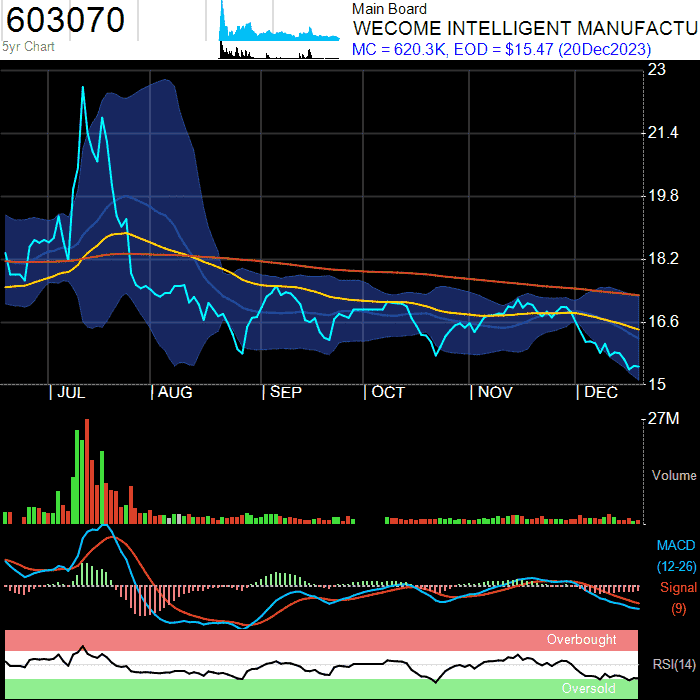 603070
5yr Chart
Main Board
WECOME INTELLIGENT MANUFACTU
MC = 620.3K, EOD = $15.47 (20Dec2023)
23
21.4
19.8
18.2
16.6
15
| JUL | AUG | SEP | OCT | NOV | DEC
27M
Volume
MACD
(12-26)
Signal
(9)
Overbought
RSI(14)
Oversold